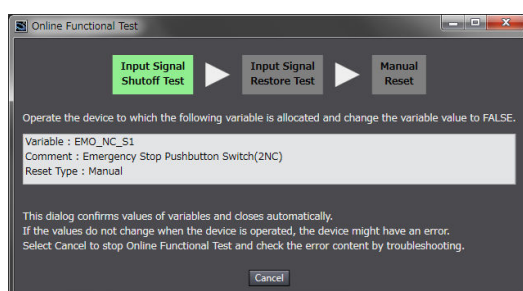 Online Functional Test
Input Signal
Shutoff Test
Input Signal
Restore Test
Manual
Reset
Operate the device to which the following variable is allocated and change the variable value to FALSE.
Variable : EMO_NC_S1
Comment : Emergency Stop Pushbutton Switch(2NC)
Reset Type : Manual
This dialog confirms values of variables and closes automatically.
If the values do not change when the device is operated, the device might have an error.
Select Cancel to stop Online Functional Test and check the error content by troubleshooting.
Cancel